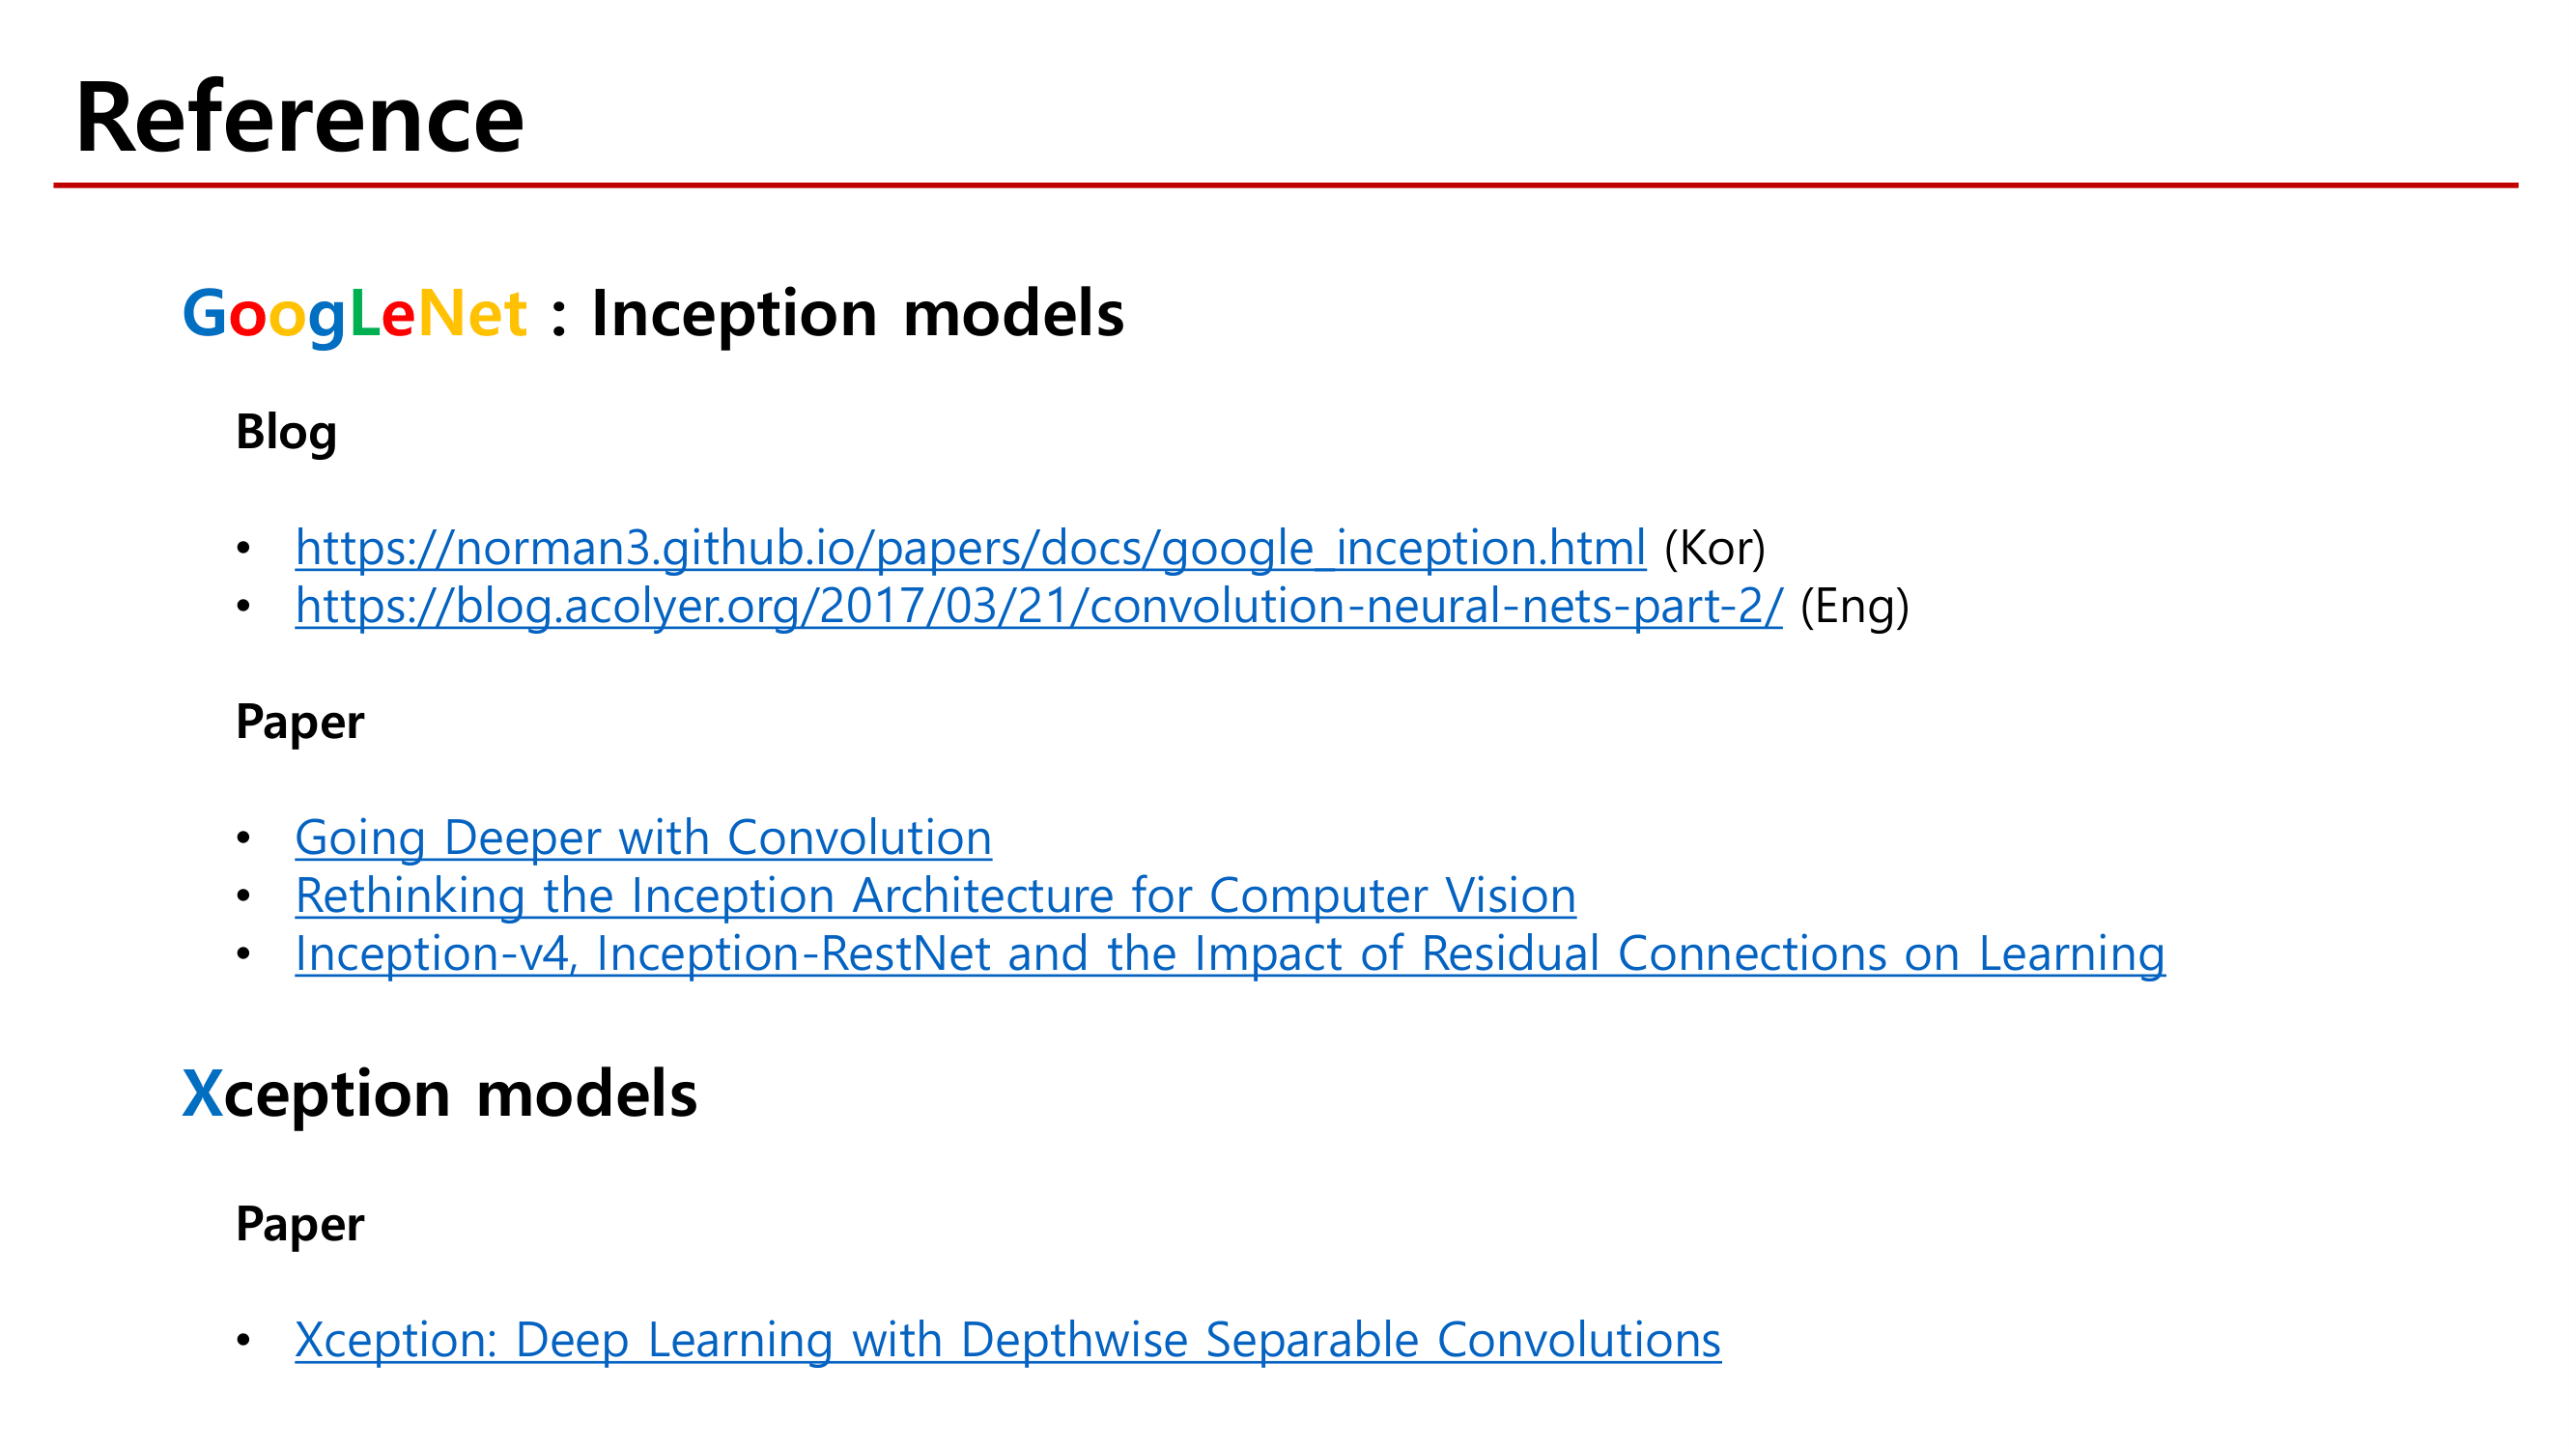 Reference
GoogLeNet : Inception models
Blog
• https://norman3.github.io/papers/docs/google_inception.html (Kor)
• https://blog.acolyer.org/2017/03/21/convolution-neural-nets-part-2/ (Eng)
Paper
• Going Deeper with Convolution
• Rethinking the Inception Architecture for Computer Vision
• Inception-v4, Inception-RestNet and the Impact of Residual Connections on Learning
Xception models
Paper
• Xception: Deep Learning with Depthwise Separable Convolutions